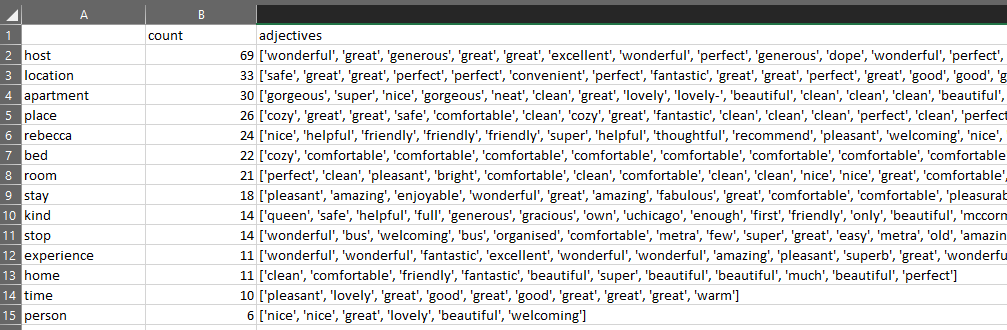 A B
1 count adjectives
2 host 69 ['wonderful', 'great', 'generous', 'great', 'great', 'excellent', 'wonderful', 'perfect', 'generous', 'dope', 'wonderful', 'perfect',
3 location 33 ['safe', 'great', 'great', 'perfect', 'perfect', 'convenient', 'perfect', 'fantastic', 'great', 'great', 'perfect', 'great', 'good', 'good', 'g
4 apartment 30 ['gorgeous', 'super', 'nice', 'gorgeous', 'neat', 'clean', 'great', 'lovely', 'lovely-', 'beautiful', 'clean', 'clean', 'clean', 'beautiful',
5 place 26 ['cozy', 'great', 'great', 'safe', 'comfortable', 'clean', 'cozy', 'great', 'fantastic', 'clean', 'clean', 'clean', 'perfect', 'clean', 'perfect
6 rebecca 24 ['nice', 'helpful', 'friendly', 'friendly', 'friendly', 'super', 'helpful', 'thoughtful', 'recommend', 'pleasant', 'welcoming', 'nice',
7 bed 22 ['cozy', 'comfortable', 'comfortable', 'comfortable', 'comfortable', 'comfortable', 'comfortable', 'comfortable', 'comfortable
8 room 21 ['perfect', 'clean', 'pleasant', 'bright', 'comfortable', 'clean', 'comfortable', 'clean', 'clean', 'nice', 'nice', 'great', 'comfortable',
9 stay 18 ['pleasant', 'amazing', 'enjoyable', 'wonderful', 'great', 'amazing', 'fabulous', 'great', 'comfortable', 'comfortable', 'pleasurab
10 kind 14 ['queen', 'safe', 'helpful', 'full', 'generous', 'gracious', 'own', 'uchicago', 'enough', 'first', 'friendly', 'only', 'beautiful', 'mccorm
11 stop 14 ['wonderful', 'bus', 'welcoming', 'bus', 'organised', 'comfortable', 'metra', 'few', 'super', 'great', 'easy', 'metra', 'old', 'amazin
12 experience 11 ['wonderful', 'wonderful', 'fantastic', 'excellent', 'wonderful', 'wonderful', 'amazing', 'pleasant', 'superb', 'great', 'wonderfu
13 home 11 ['clean', 'comfortable', 'friendly', 'fantastic', 'beautiful', 'super', 'beautiful', 'beautiful', 'much', 'beautiful', 'perfect']
14 time 10 ['pleasant', 'lovely', 'great', 'good', 'great', 'good', 'great', 'great', 'great', 'warm']
15 person 6 ['nice', 'nice', 'great', 'lovely', 'beautiful', 'welcoming']